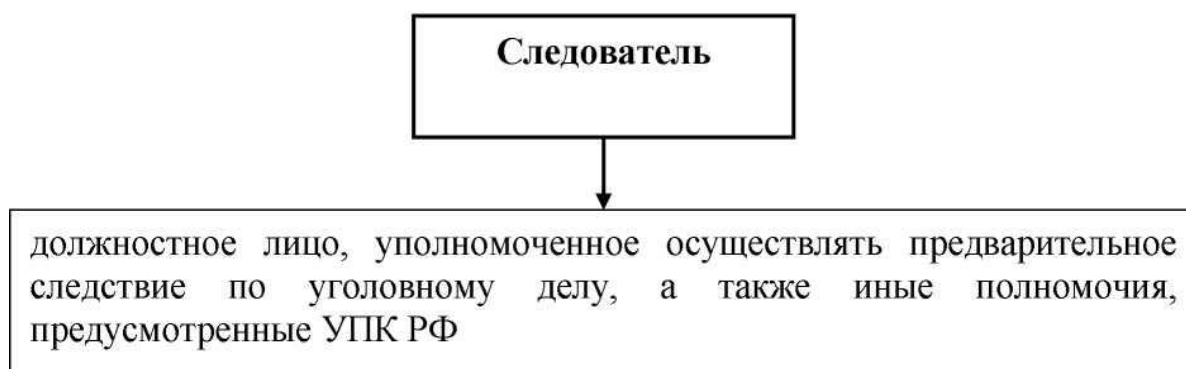 Следователь
должностное лицо, уполномоченное осуществлять предварительное
следствие по уголовному делу, а также иные полномочия,
предусмотренные УПК РФ